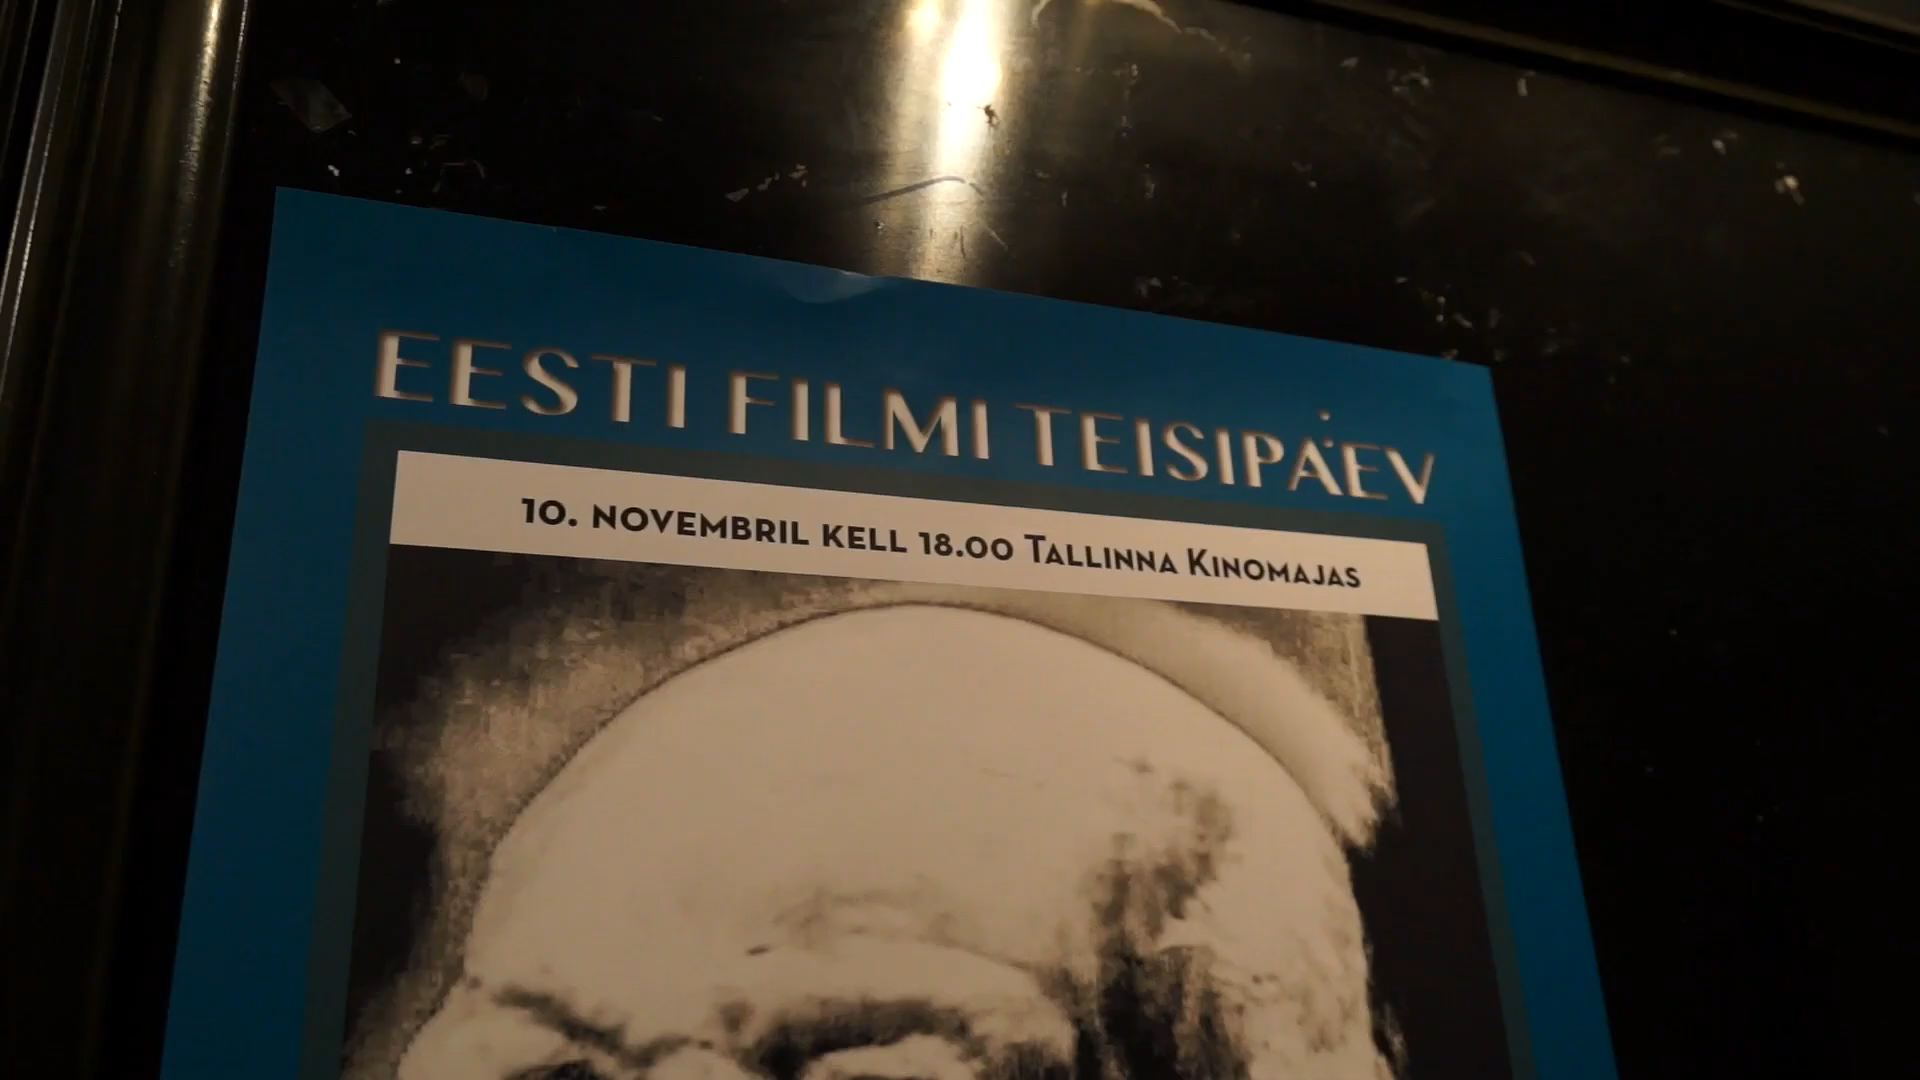 EESTI FILMI TEISIPÄEV
10. NOVEMBRIL KELL 18.00 TALLINNA KINOMAJAS